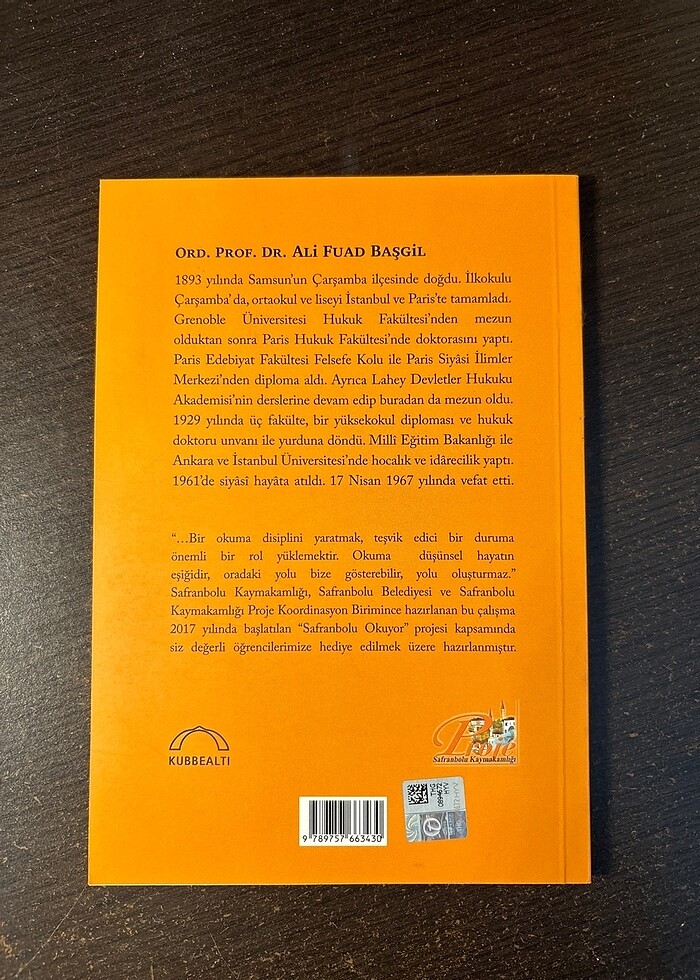 ORD. PROF. DR. ALİ FUAD BAŞGİL
1893 yılında Samsun'un Çarşamba ilçesinde doğdu. İlkokulu
Çarşamba'da, ortaokul ve liseyi İstanbul ve Paris'te tamamladı.
Grenoble Üniversitesi Hukuk Fakültesi'nden mezun
olduktan sonra Paris Hukuk Fakültesi'nde doktorasını yaptı.
Paris Edebiyat Fakültesi Felsefe Kolu ile Paris Siyâsi İlimler
Merkezi'nden diploma aldı. Ayrıca Lahey Devletler Hukuku
Akademisi'nin derslerine devam edip buradan da mezun oldu.
1929 yılında üç fakülte, bir yüksekokul diploması ve hukuk
doktoru unvanı ile yurduna döndü. Millî Eğitim Bakanlığı ile
Ankara ve İstanbul Üniversitesi'nde hocalık ve idârecilik yaptı.
1961'de siyâsî hayâta atıldı. 17 Nisan 1967 yılında vefat etti.
“…Bir okuma disiplini yaratmak, teşvik edici bir duruma
önemli bir rol yüklemektir. Okuma düşünsel hayatın
eşiğidir, oradaki yolu bize gösterebilir, yolu oluşturmaz.”
Safranbolu Kaymakamlığı, Safranbolu Belediyesi ve Safranbolu
Kaymakamlığı Proje Koordinasyon Birimince hazırlanan bu çalışma
2017 yılında başlatılan “Safranbolu Okuyor” projesi kapsamında
siz değerli öğrencilerimize hediye edilmek üzere hazırlanmıştır.
KUBBEALTI
Proje
Safranbolu Kaymakamlığı
THG
0894672
HYV
9 789757 663430